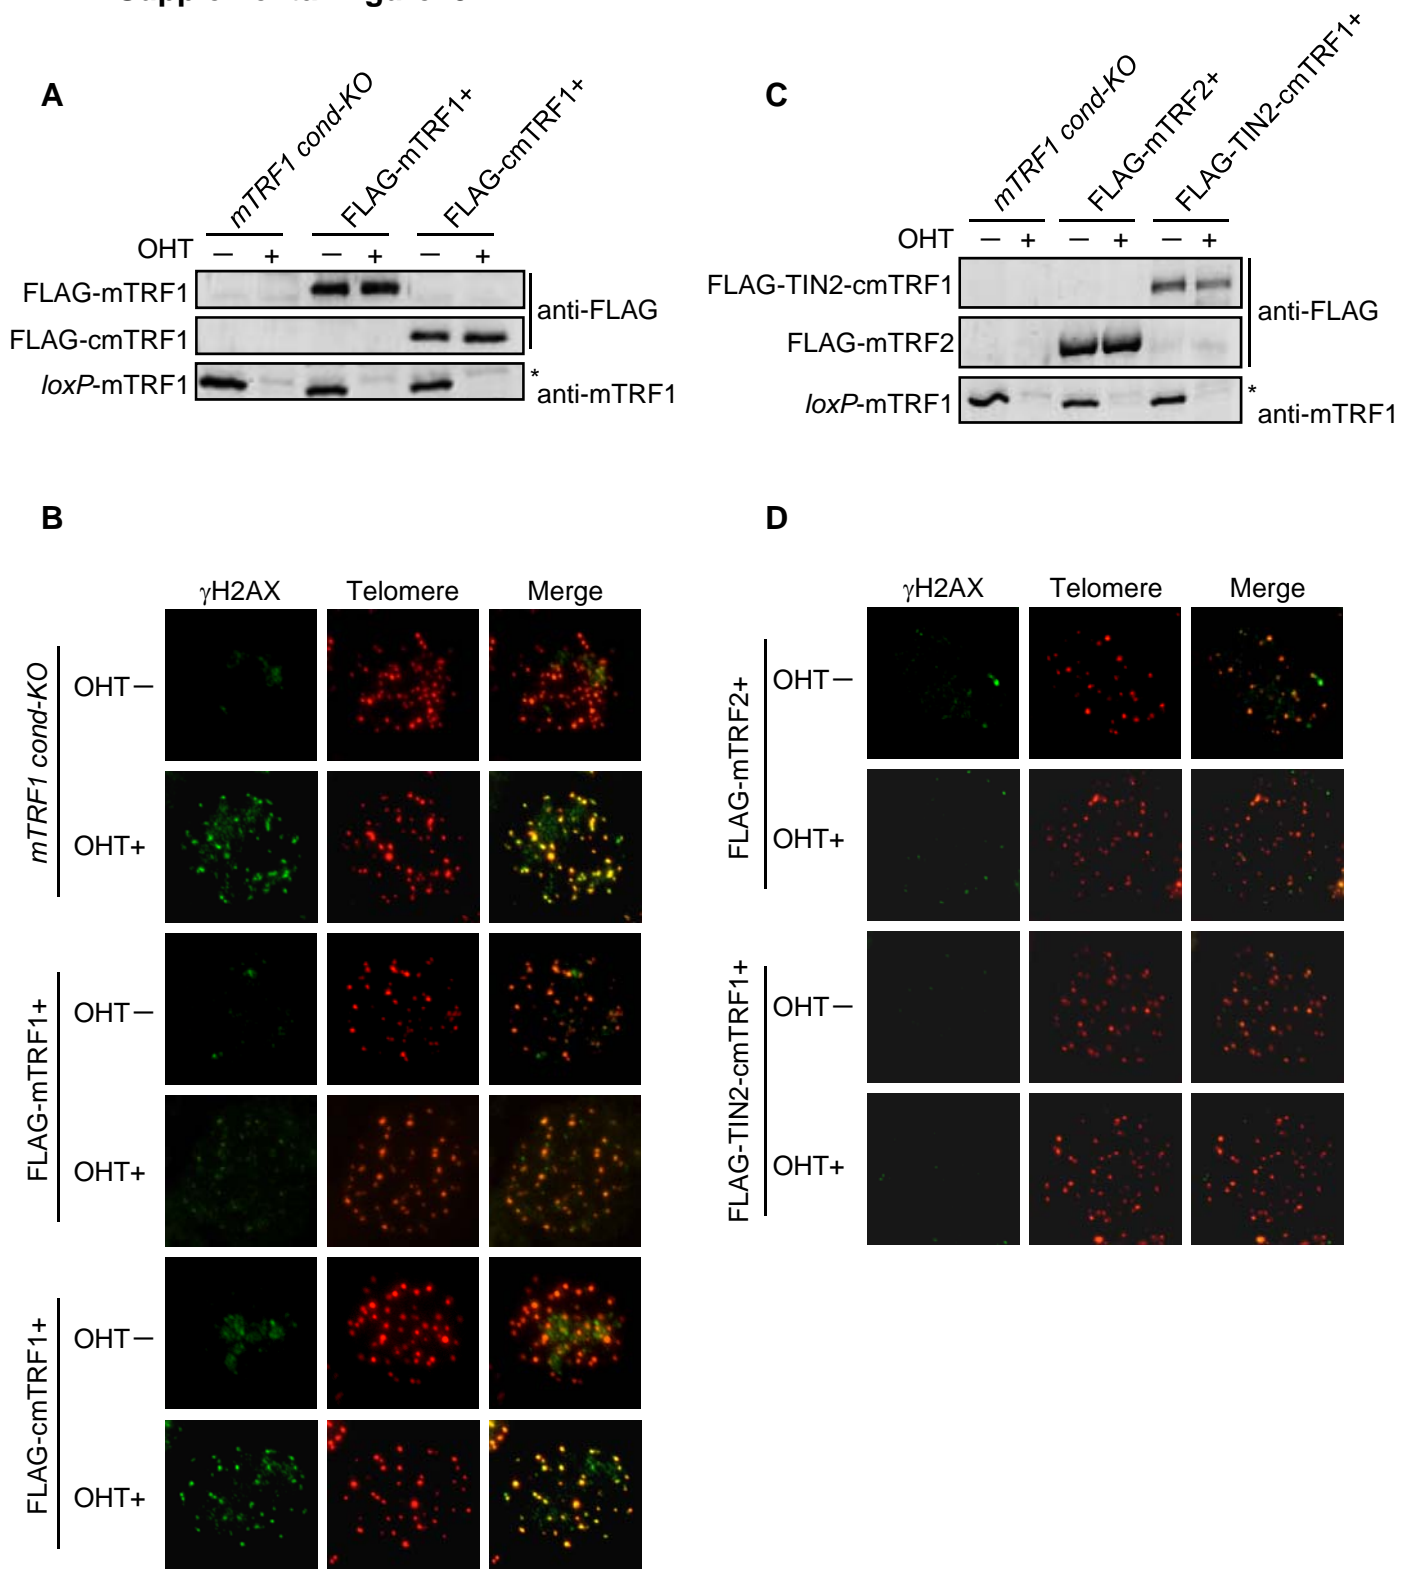 A
mTRF1 cond-KO
FLAG-mTRF1+
FLAG-cmTRF1+
OHT — + — + — +
FLAG-mTRF1
FLAG-cmTRF1
anti-FLAG
loxP-mTRF1
*
anti-mTRF1
C
mTRF1 cond-KO
FLAG-mTRF2+
FLAG-TIN2-cmTRF1+
OHT — + — + — +
FLAG-TIN2-cmTRF1
FLAG-mTRF2
anti-FLAG
loxP-mTRF1
*
anti-mTRF1
B
γH2AX Telomere Merge
mTRF1 cond-KO
OHT—
OHT+
FLAG-mTRF1+
OHT—
OHT+
FLAG-cmTRF1+
OHT—
OHT+
D
γH2AX Telomere Merge
FLAG-mTRF2+
OHT—
OHT+
FLAG-TIN2-cmTRF1+
OHT—
OHT+